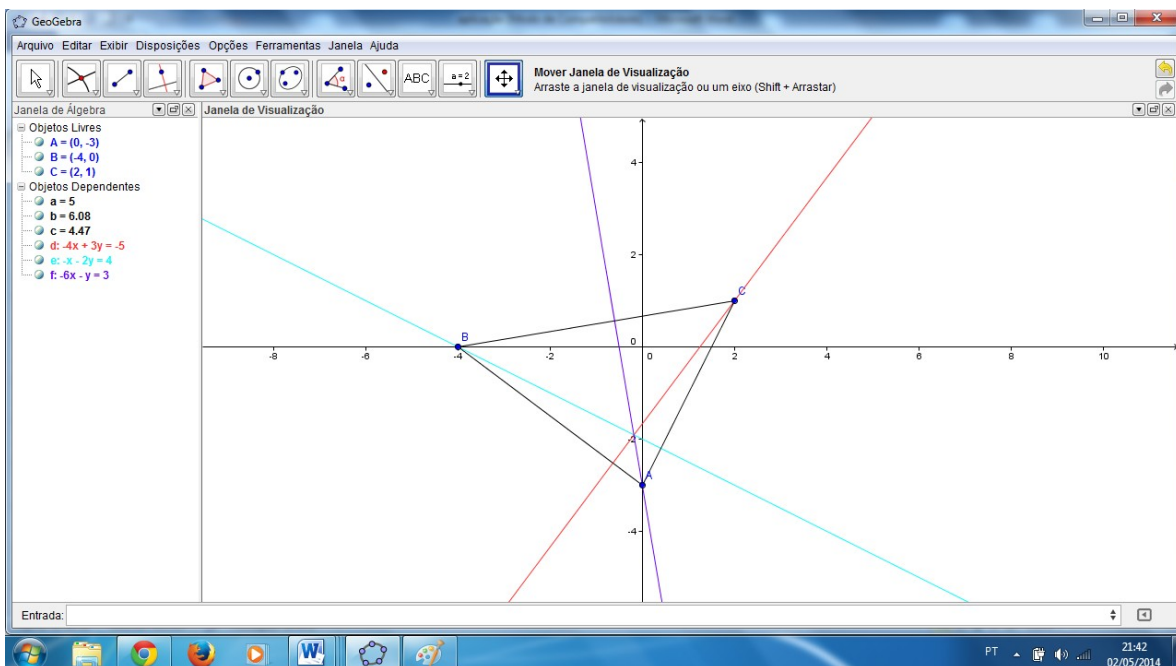 GeoGebra
Arquivo Editar Exibir Disposições Opções Ferramentas Janela Ajuda
ABC
a=2
α
Mover Janela de Visualização
Arraste a janela de visualização ou um eixo (Shift + Arrastar)
Janela de Álgebra
Janela de Visualização
Objetos Livres
A = (0, -3)
B = (-4, 0)
C = (2, 1)
Objetos Dependentes
a = 5
b = 6.08
c = 4.47
d: -4x + 3y = -5
e: -x - 2y = 4
f: -6x - y = 3
4
2
C
B
0
-8 -6 -4 -2 0 2 4 6 8 10
-2
A
-4
Entrada:
W
PT
21:42
02/05/2014